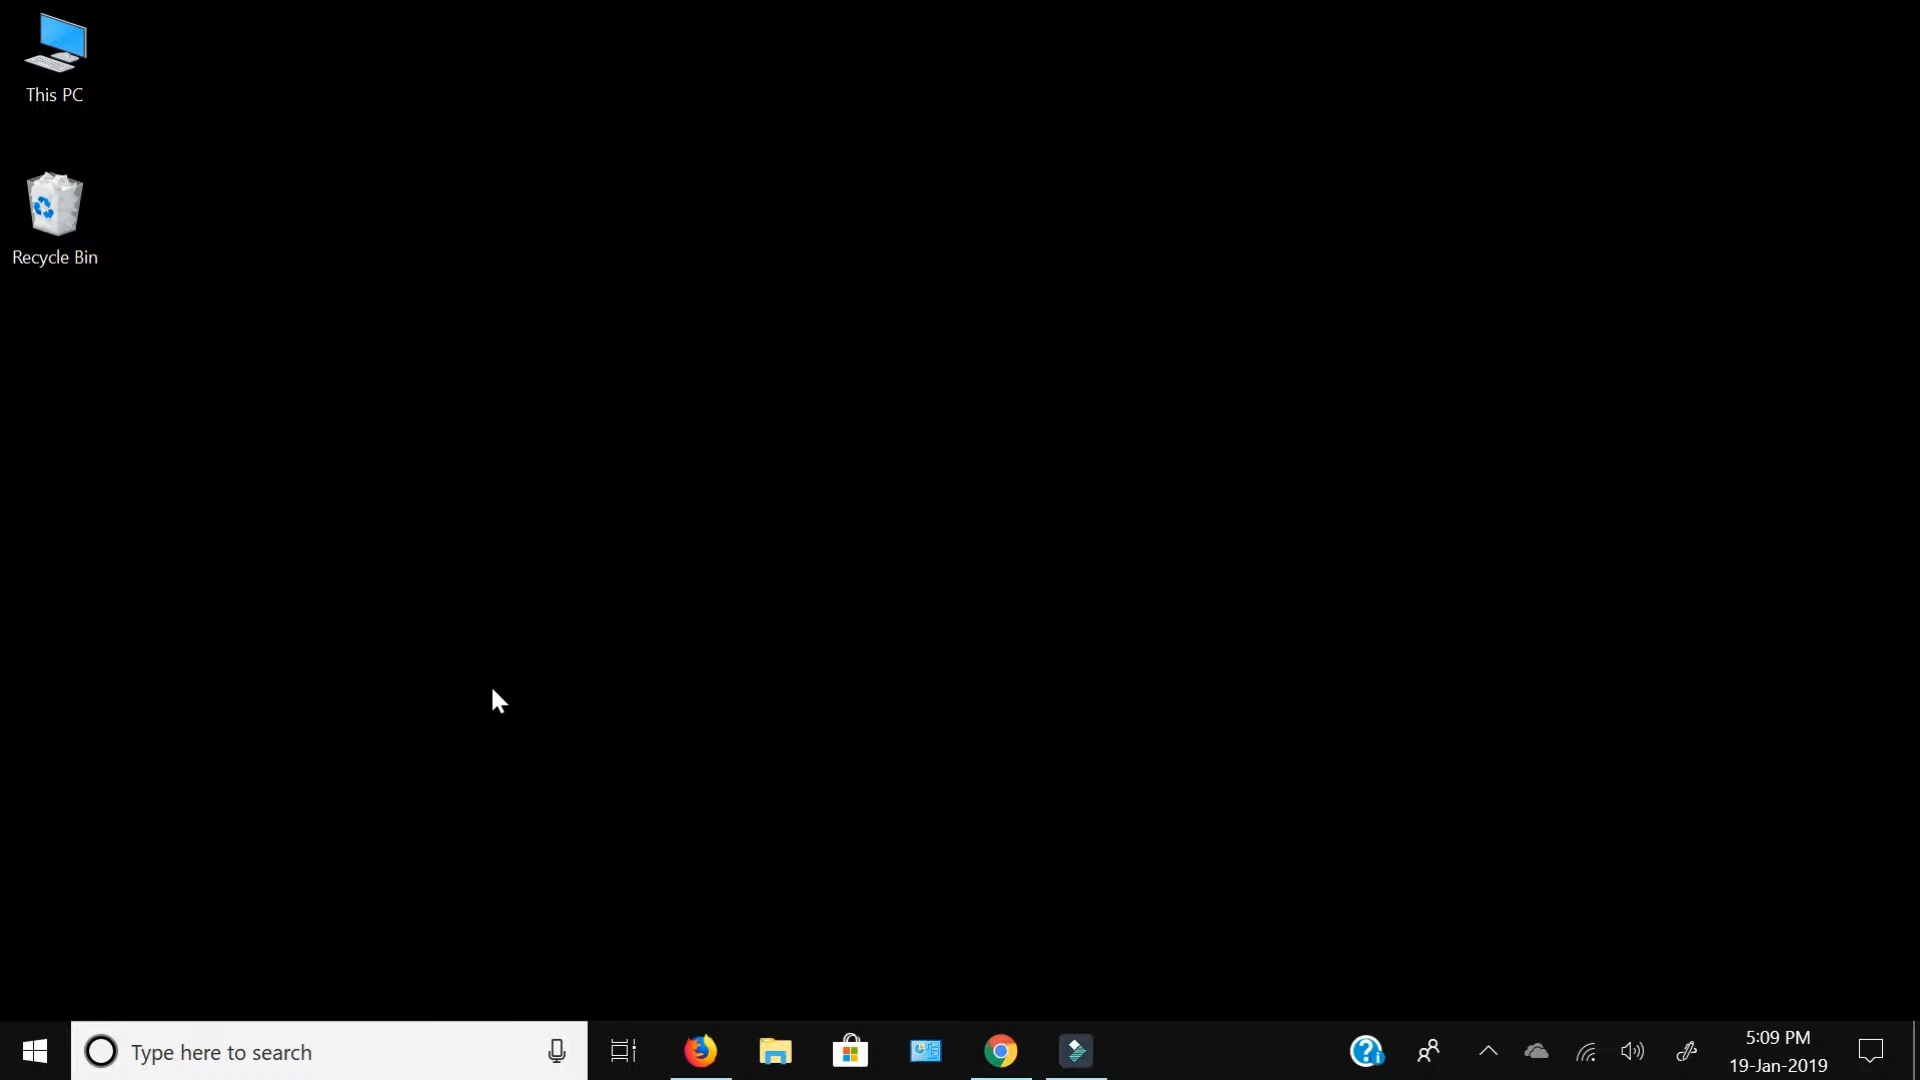 This PC
Recycle Bin
Type here to search
5:09 PM
19-Jan-2019